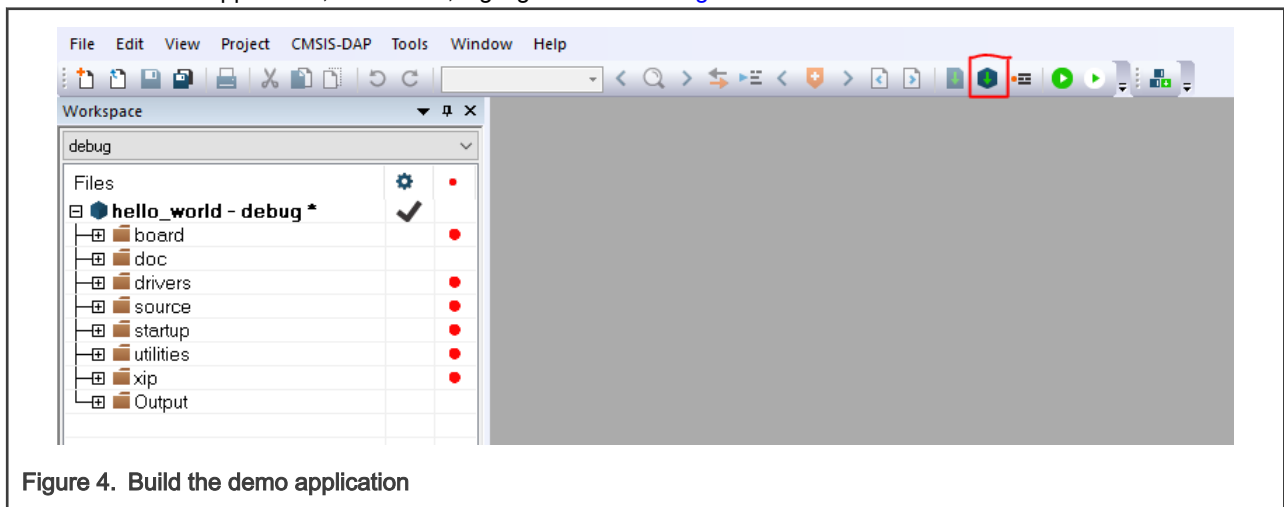 File Edit View Project CMSIS-DAP Tools Window Help
Workspace
debug
Files
hello_world - debug *
board
doc
drivers
source
startup
utilities
xip
Output
Figure 4. Build the demo application